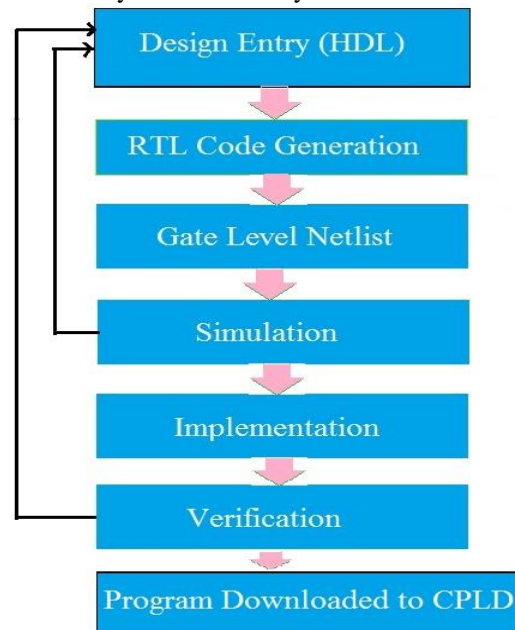 Design Entry (HDL)
RTL Code Generation
Gate Level Netlist
Simulation
Implementation
Verification
Program Downloaded to CPLD